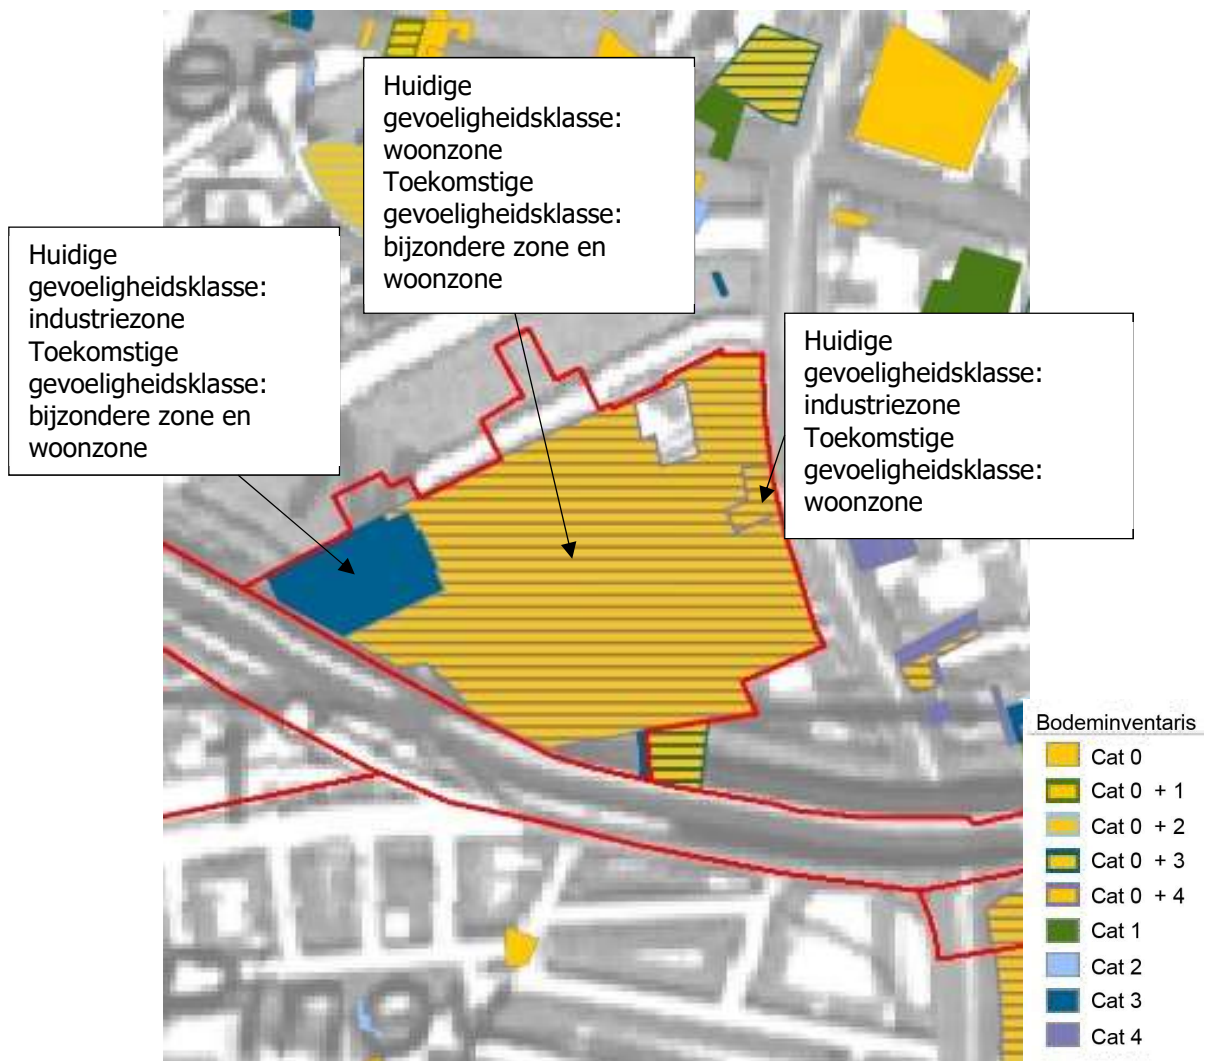 Huidige
gevoeligheidsklasse:
woonzone
Toekomstige
gevoeligheidsklasse:
bijzondere zone en
woonzone
Huidige
gevoeligheidsklasse:
industriezone
Toekomstige
gevoeligheidsklasse:
bijzondere zone en
woonzone
Huidige
gevoeligheidsklasse:
industriezone
Toekomstige
gevoeligheidsklasse:
woonzone
Bodeminventaris
Cat 0
Cat 0 + 1
Cat 0 + 2
Cat 0 + 3
Cat 0 + 4
Cat 1
Cat 2
Cat 3
Cat 4